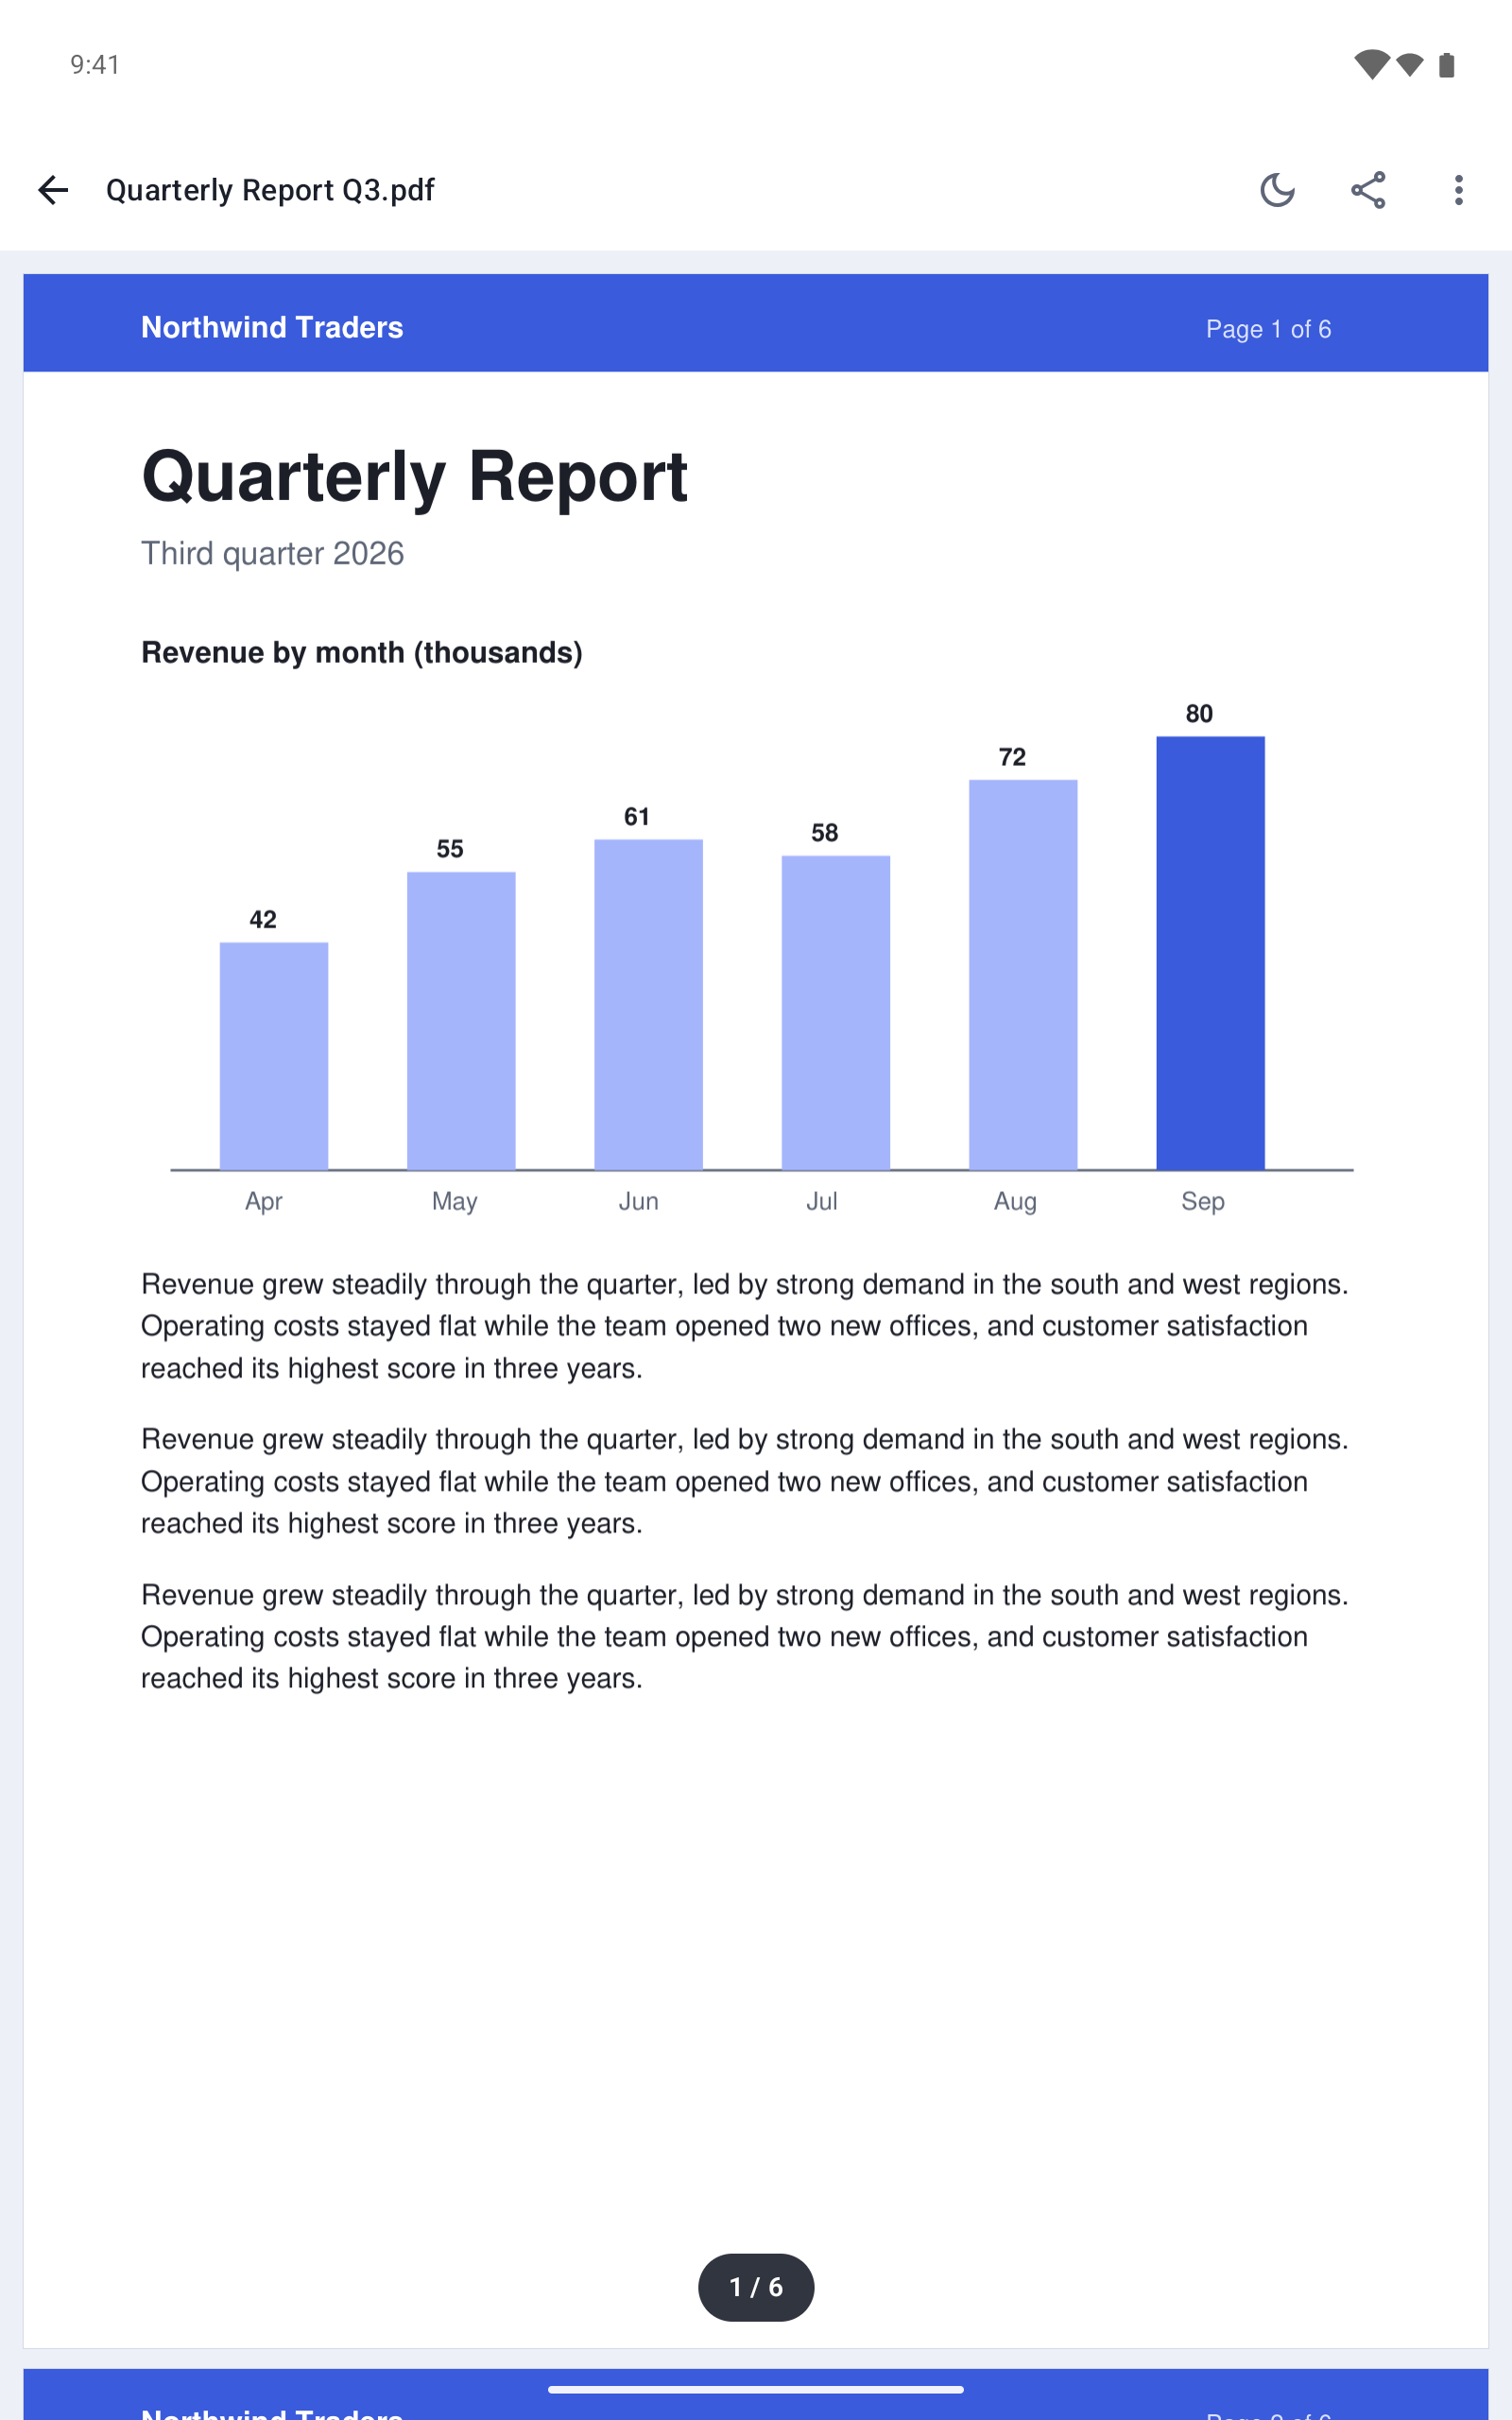 9:41
Quarterly Report Q3.pdf
Northwind Traders
Page 1 of 6
Quarterly Report
Third quarter 2026
Revenue by month (thousands)
42
55
61
58
72
80
Apr May Jun Jul Aug Sep
Revenue grew steadily through the quarter, led by strong demand in the south and west regions.
Operating costs stayed flat while the team opened two new offices, and customer satisfaction
reached its highest score in three years.
Revenue grew steadily through the quarter, led by strong demand in the south and west regions.
Operating costs stayed flat while the team opened two new offices, and customer satisfaction
reached its highest score in three years.
Revenue grew steadily through the quarter, led by strong demand in the south and west regions.
Operating costs stayed flat while the team opened two new offices, and customer satisfaction
reached its highest score in three years.
1 / 6
Northwind Traders
Page 2 of 6